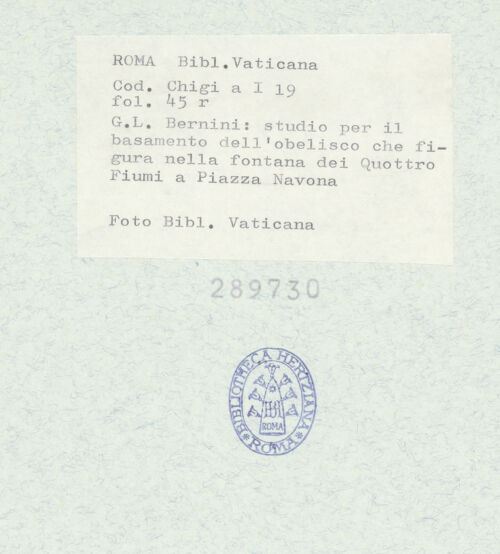 ROMA Bibl.Vaticana
Cod. Chigi a I 19
fol. 45 r
G.L. Bernini: studio per il
basamento dell'obelisco che fi-
gura nella fontana dei Quottro
Fiumi a Piazza Navona
Foto Bibl. Vaticana
289730
BIBLIOTHECA HERTZIANA
ROMA
*ROMA*